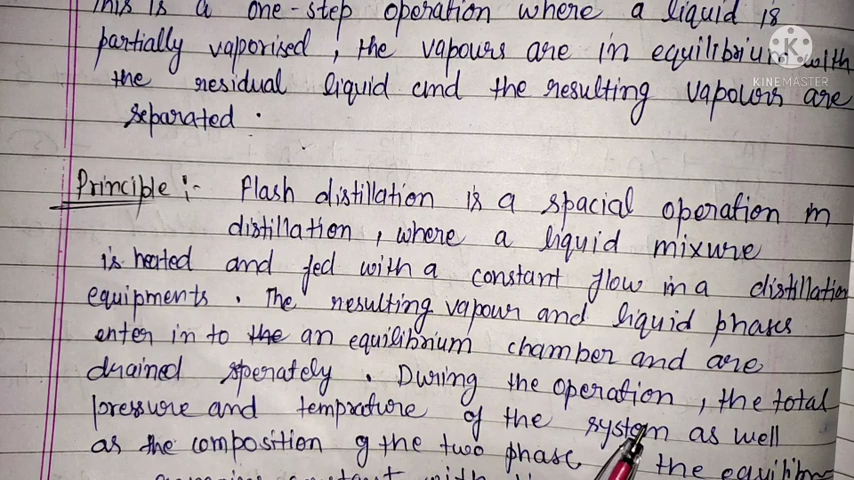 This is a one-step operation where a liquid is
partially vaporised, the vapours are in equilibrium with
the residual liquid and the resulting vapours are
separated.
KINEMASTER
Principle :- Flash distillation is a spacial operation in
distillation, where a liquid mixure
is heated and fed with a constant flow in a distillation
equipments. The resulting vapour and liquid phases
enter in to the an equilibrium chamber and are
drained sperately. During the operation, the total
pressure and temprature of the system as well
as the composition of the two phase the equilibr
constant with